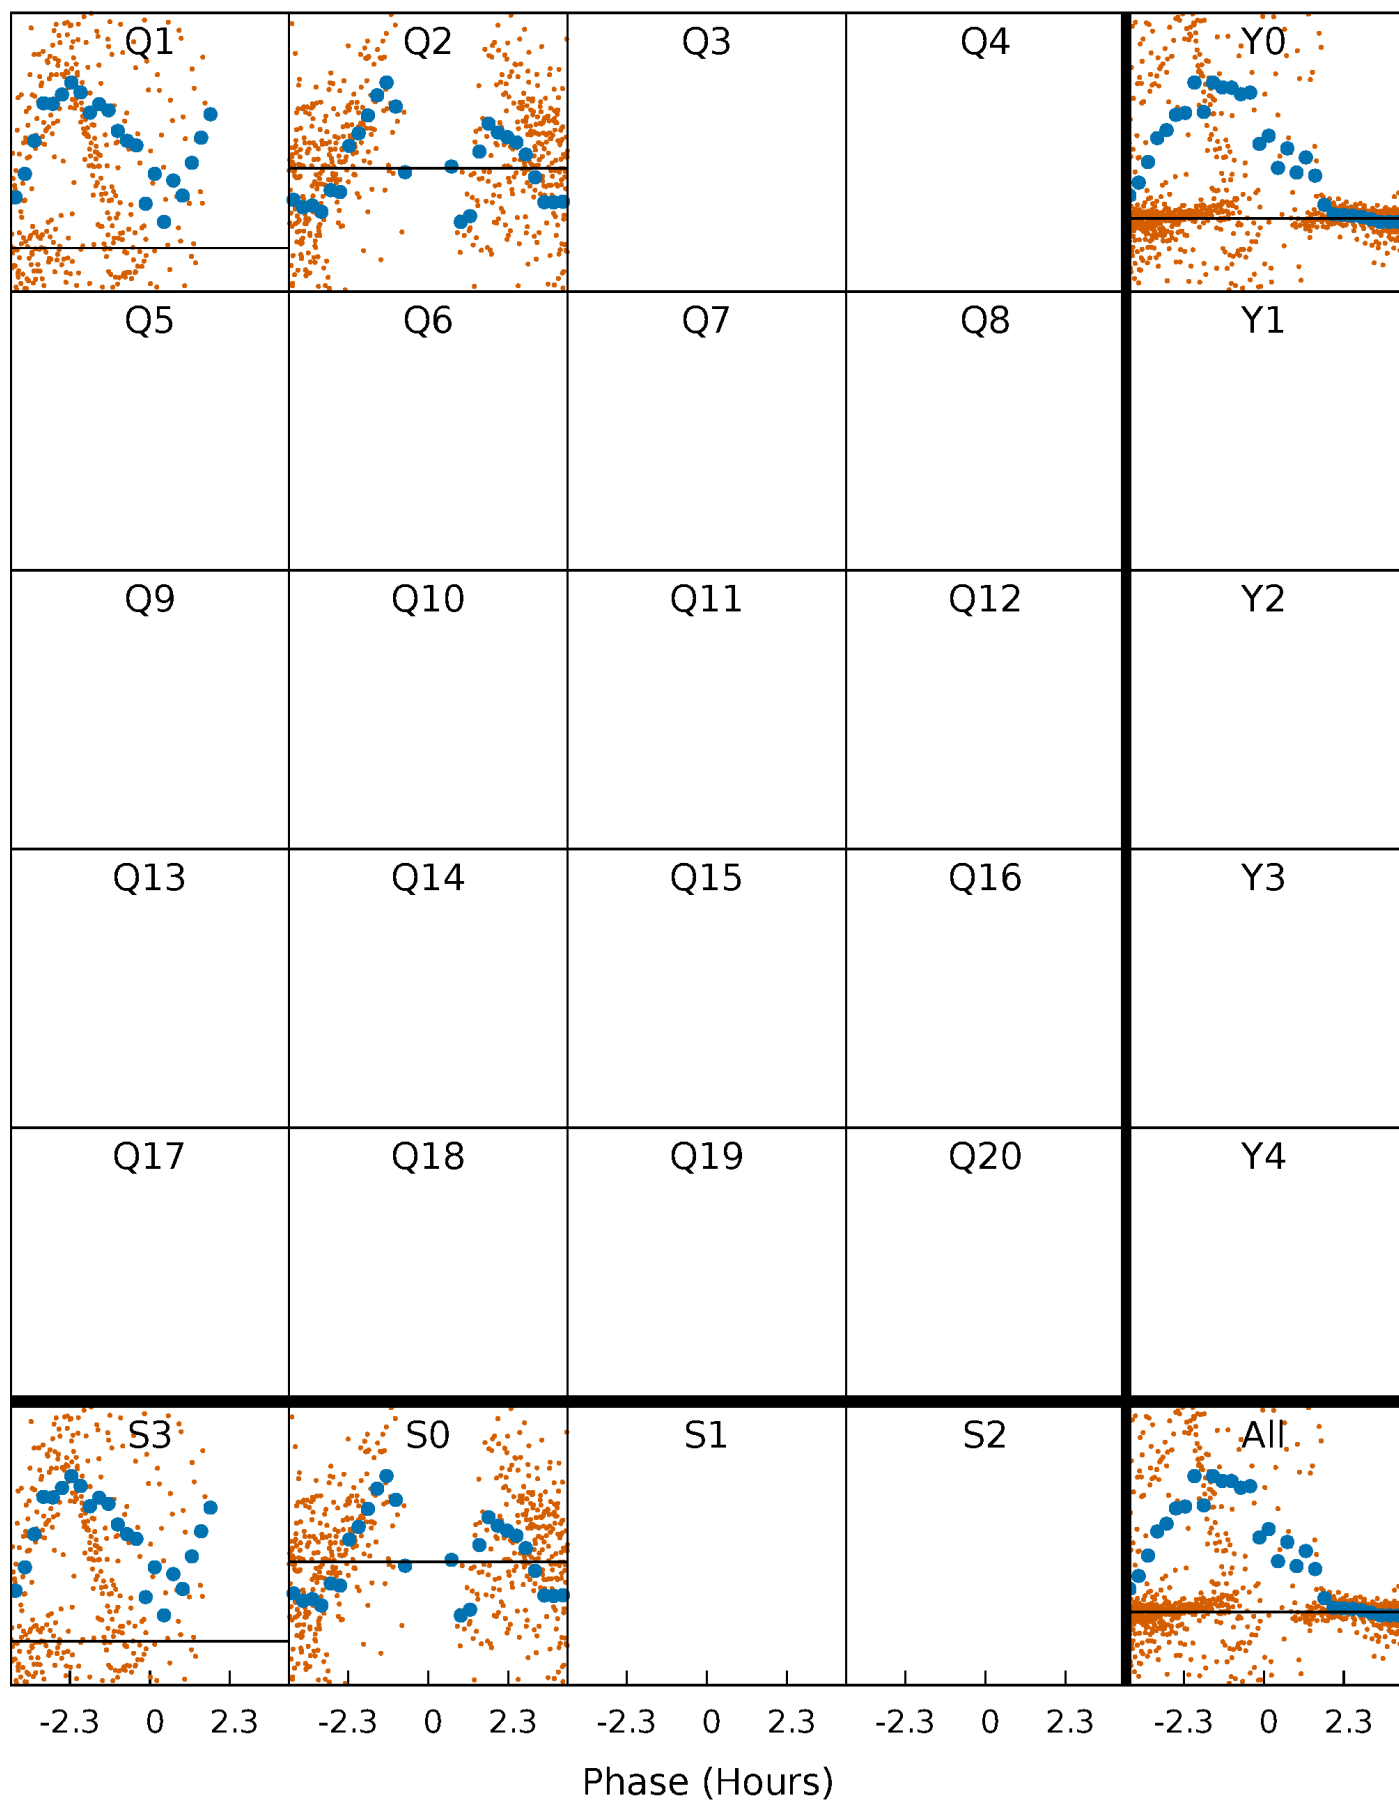 Q1 Q2 Q3 Q4 Y0
Q5 Q6 Q7 Q8 Y1
Q9 Q10 Q11 Q12 Y2
Q13 Q14 Q15 Q16 Y3
Q17 Q18 Q19 Q20 Y4
S3 S0 S1 S2 All
-2.3 0 2.3 -2.3 0 2.3 -2.3 0 2.3 -2.3 0 2.3 -2.3 0 2.3
Phase (Hours)